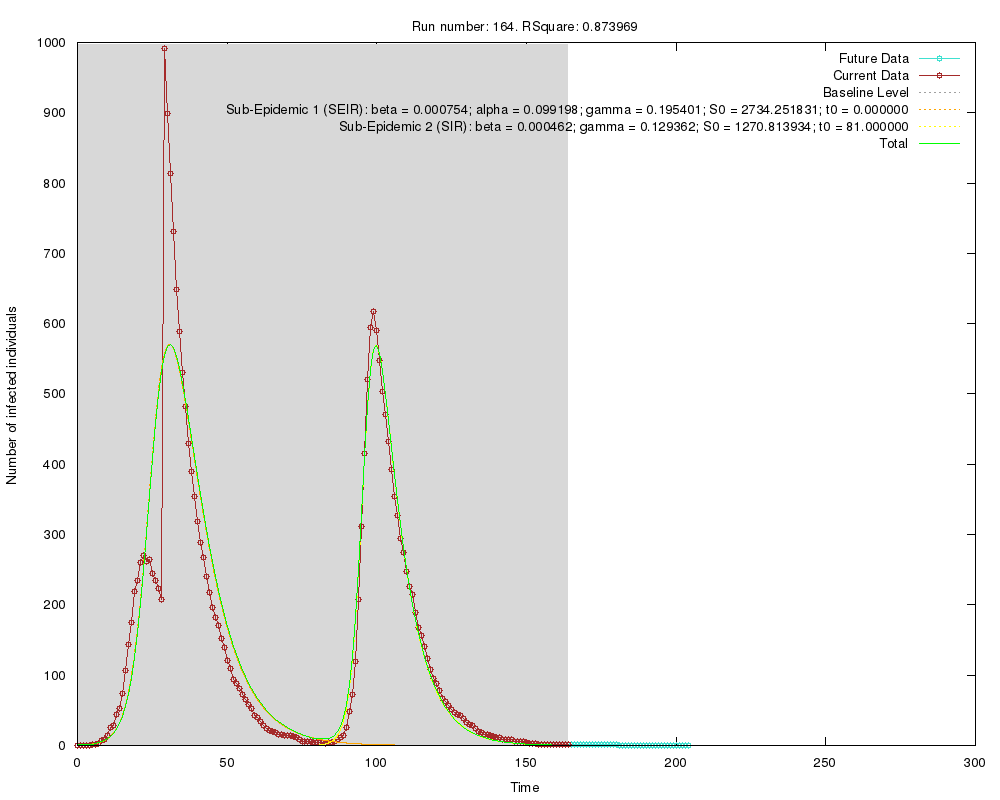 Run number: 164. RSquare: 0.873969
Future Data
Current Data
Baseline Level
Sub-Epidemic 1 (SEIR): beta = 0.000754; alpha = 0.099198; gamma = 0.195401; S0 = 2734.251831; t0 = 0.000000
Sub-Epidemic 2 (SIR): beta = 0.000462; gamma = 0.129362; S0 = 1270.813934; t0 = 81.000000
Total
Number of infected individuals
1000
900
800
700
600
500
400
300
200
100
0
0 50 100 150 200 250 300
Time